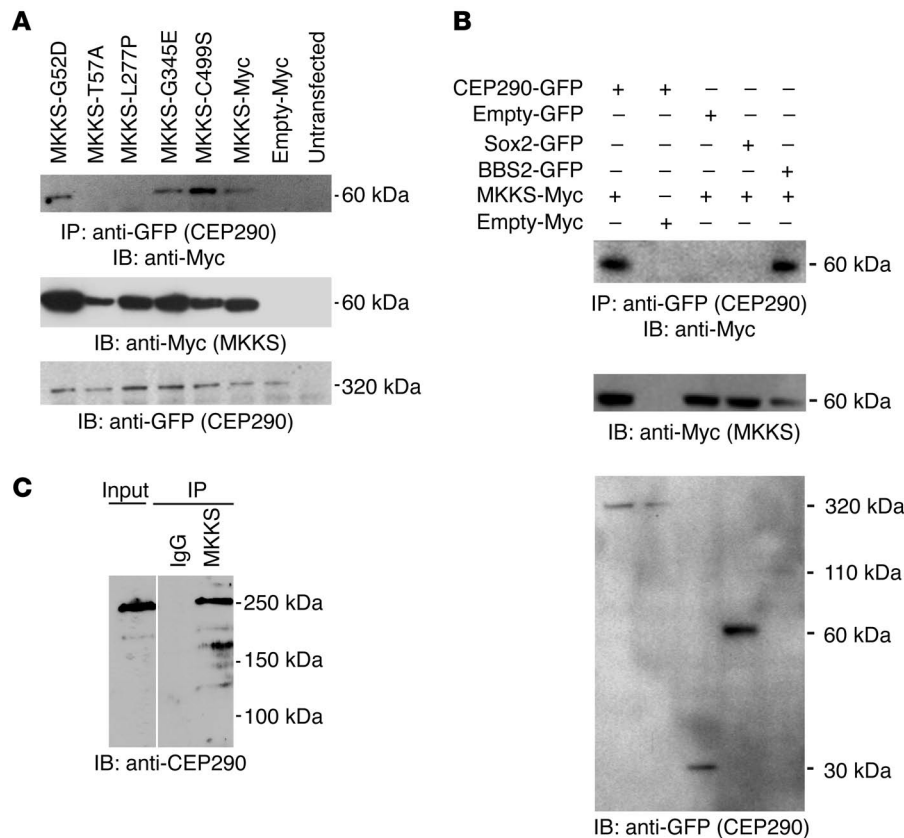 A
MKKS-G52D
MKKS-T57A
MKKS-L277P
MKKS-G345E
MKKS-C499S
MKKS-Myc
Empty-Myc
Untransfected
-60 kDa
IP: anti-GFP (CEP290)
IB: anti-Myc
-60 kDa
IB: anti-Myc (MKKS)
-320 kDa
IB: anti-GFP (CEP290)
B
CEP290-GFP + + – – –
Empty-GFP – – + – –
Sox2-GFP – – – + –
BBS2-GFP – – – – +
MKKS-Myc + – + + +
Empty-Myc – + – – –
- 60 kDa
IP: anti-GFP (CEP290)
IB: anti-Myc
- 60 kDa
IB: anti-Myc (MKKS)
- 320 kDa
- 110 kDa
- 60 kDa
- 30 kDa
IB: anti-GFP (CEP290)
C
Input IP
IgG
MKKS
-250 kDa
-150 kDa
-100 kDa
IB: anti-CEP290